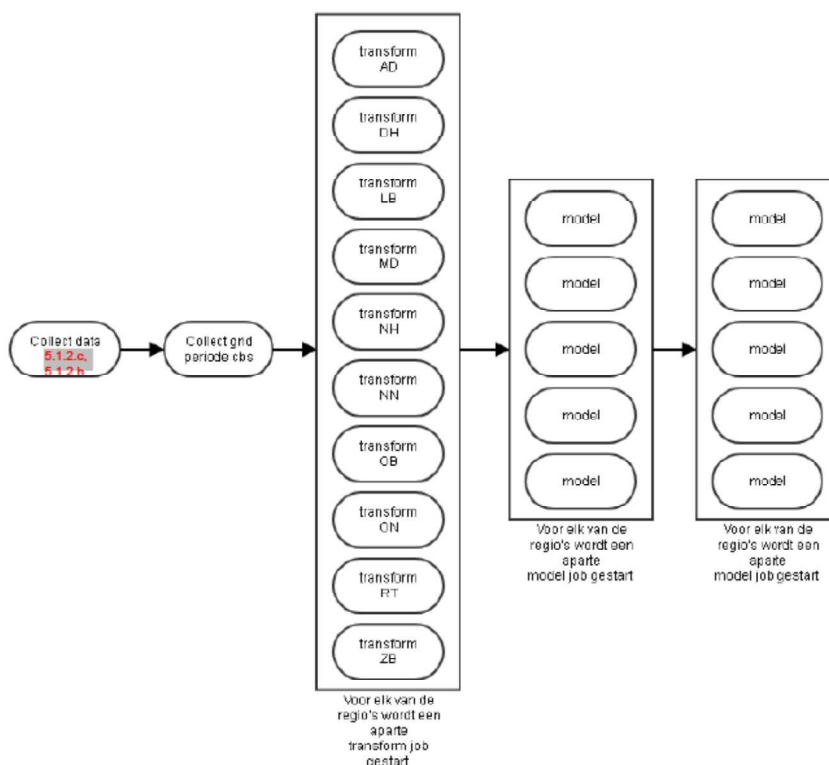 Collect data
5.1.2.c,
5.1.2.h
Collect grid
periode cbs
transform
AD
transform
DH
transform
LB
transform
MD
transform
NH
transform
NN
transform
OB
transform
ON
transform
RT
transform
ZB
Voor elk van de
regio's wordt een
aparte
transform job
gestart
model
model
model
model
model
Voor elk van de
regio's wordt een
aparte
model job gestart
model
model
model
model
model
Voor elk van de
regio's wordt een
aparte
model job gestart